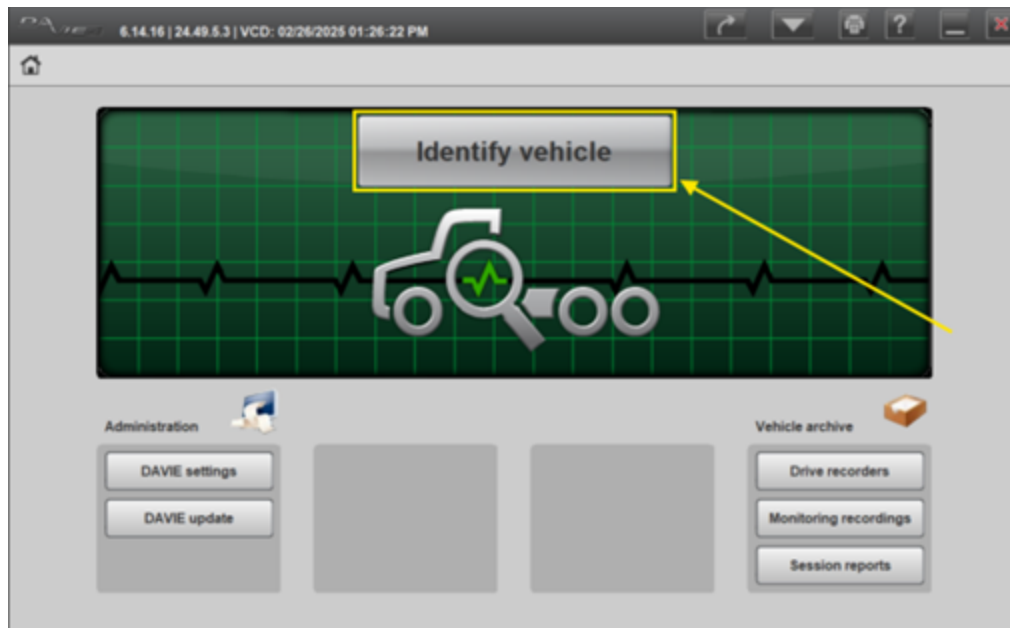 DAVIE 6.14.16 | 24.49.5.3 | VCD: 02/26/2025 01:26:22 PM
?
Identify vehicle
Administration
Vehicle archive
DAVIE settings
Drive recorders
DAVIE update
Monitoring recordings
Session reports